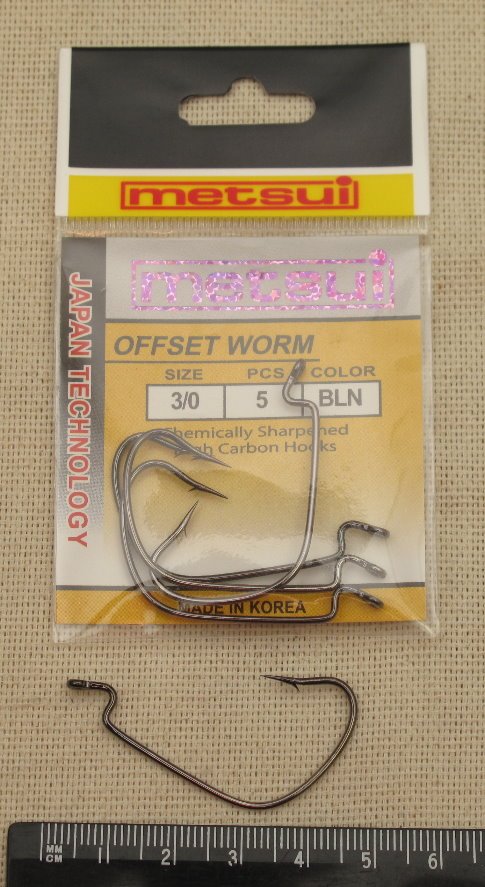 metsui
metsui
JAPAN TECHNOLOGY
OFFSET WORM
SIZE PCS COLOR
3/0 5 BLN
Chemically Sharpened
High Carbon Hooks
MADE IN KOREA
MM
CM
1 2 3 4 5 6